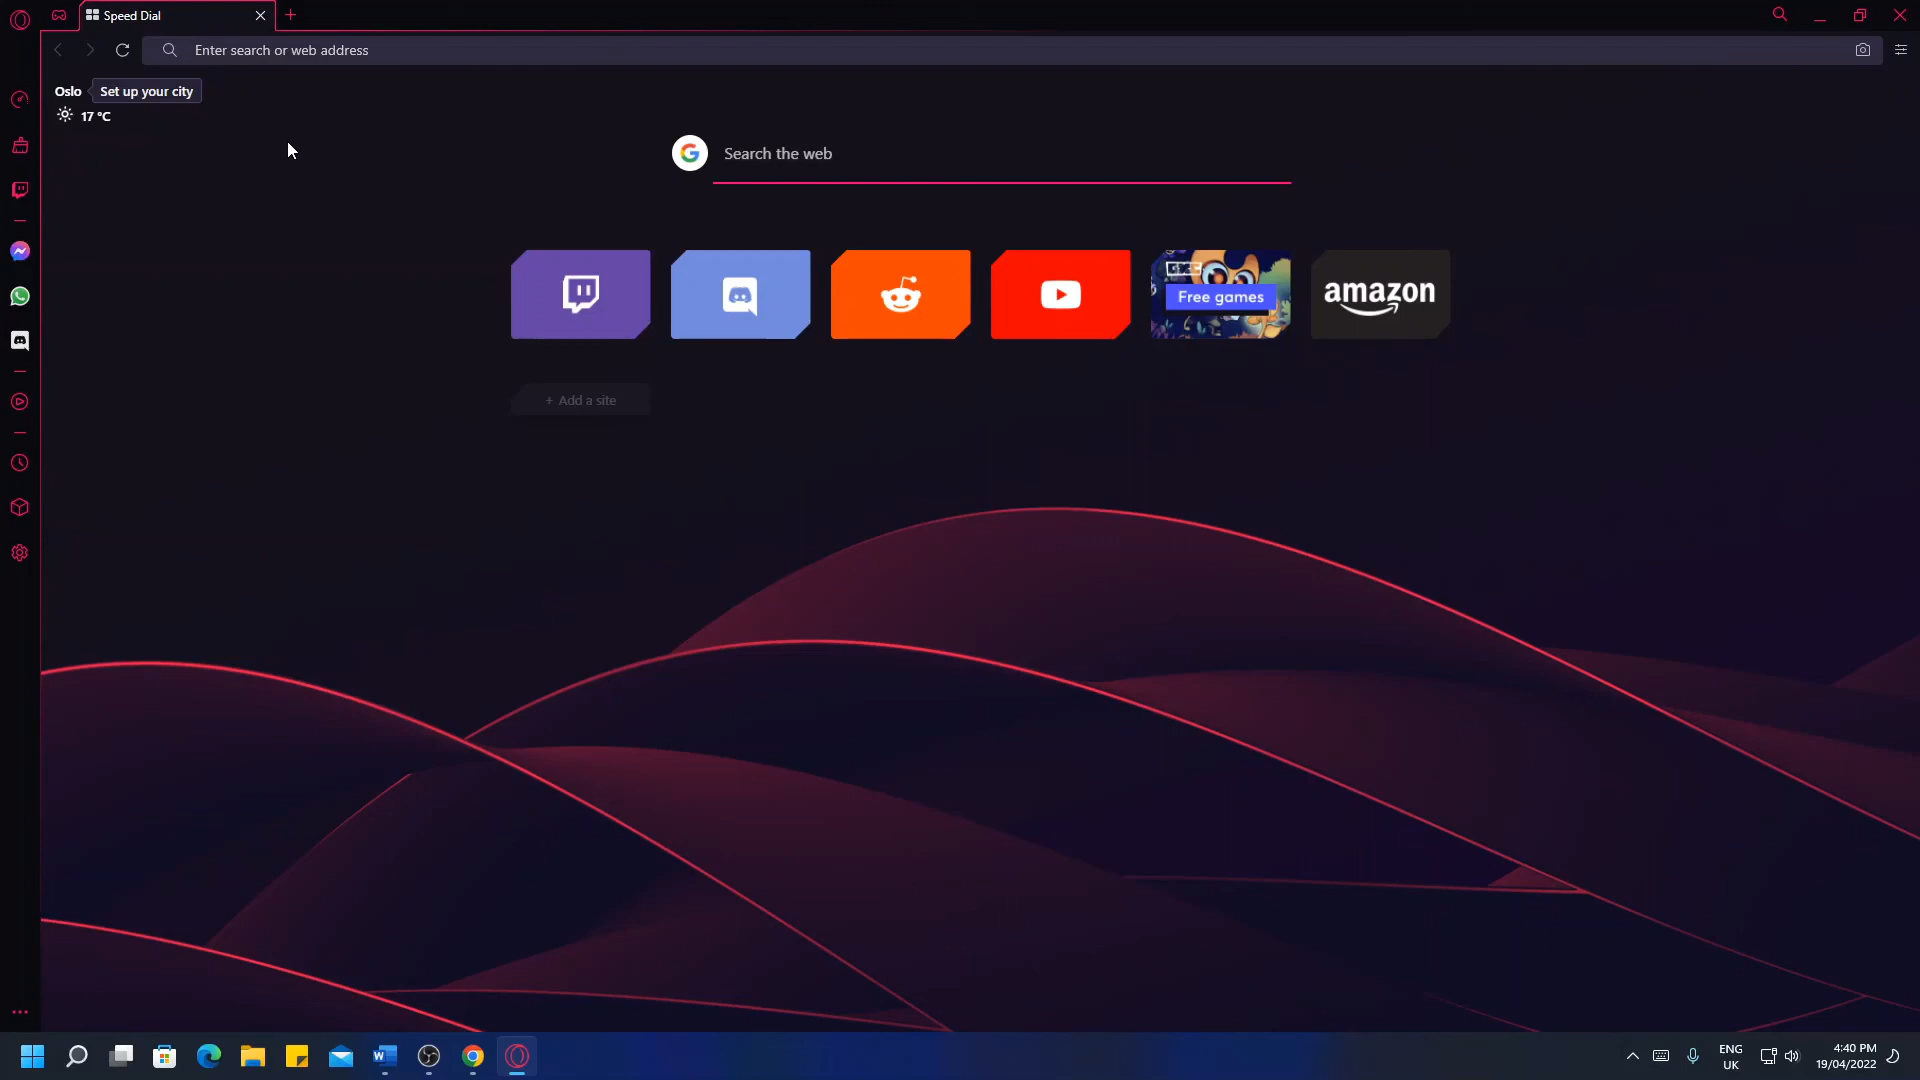 Speed Dial
Enter search or web address
Oslo
Set up your city
17 °C
Search the web
Free games
amazon
+ Add a site
ENG
UK
4:40 PM
19/04/2022